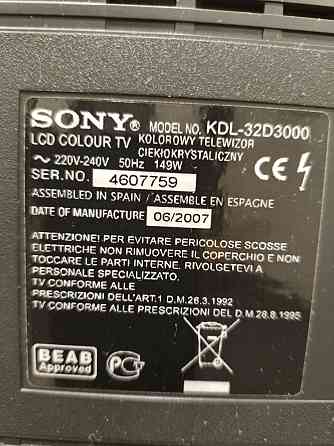 SONY® MODEL NO. KDL-32D3000
LCD COLOUR TV KOLOROWY TELEWIZOR
CIEKŁOKRYSTALICZNY
~ 220V-240V 50Hz 149W
CE
SER.NO. 4607759
ASSEMBLED IN SPAIN / ASSEMBLE EN ESPAGNE
DATE OF MANUFACTURE 06/2007
ATTENZIONE! PER EVITARE PERICOLOSE SCOSSE
ELETTRICHE NON RIMUOVERE IL COPERCHIO E NON
TOCCARE LE PARTI INTERNE. RIVOLGETEVI A
PERSONALE SPECIALIZZATO.
TV CONFORME ALLE
PRESCRIZIONI DELL'ART.1 D.M.26.3.1992
TV CONFORME ALLE PRESCRIZIONI DEL D.M 28.8.1995
BEAB
Approved